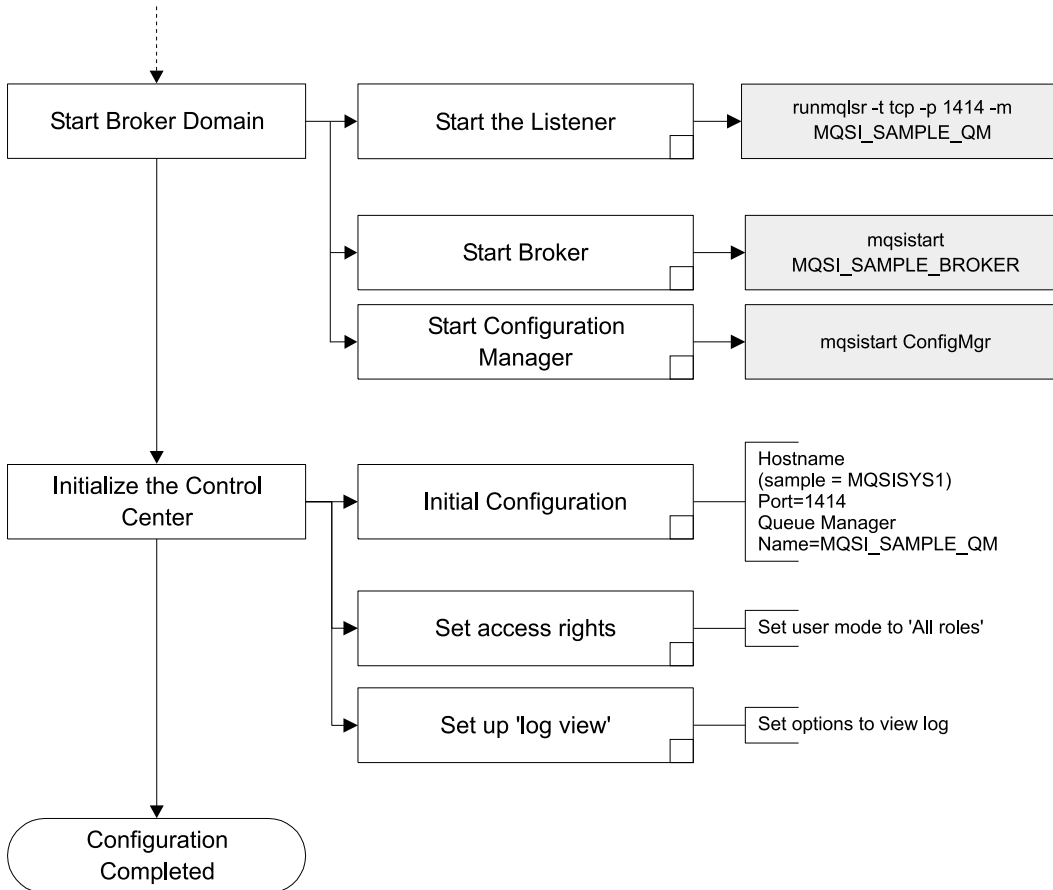 Start Broker Domain
Start the Listener
runmqlsr -t tcp -p 1414 -m
MQSI_SAMPLE_QM
Start Broker
mqsistart
MQSI_SAMPLE_BROKER
Start Configuration
Manager
mqsistart ConfigMgr
Initialize the Control
Center
Initial Configuration
Hostname
(sample = MQSISYS1)
Port=1414
Queue Manager
Name=MQSI_SAMPLE_QM
Set access rights
Set user mode to 'All roles'
Set up 'log view'
Set options to view log
Configuration
Completed